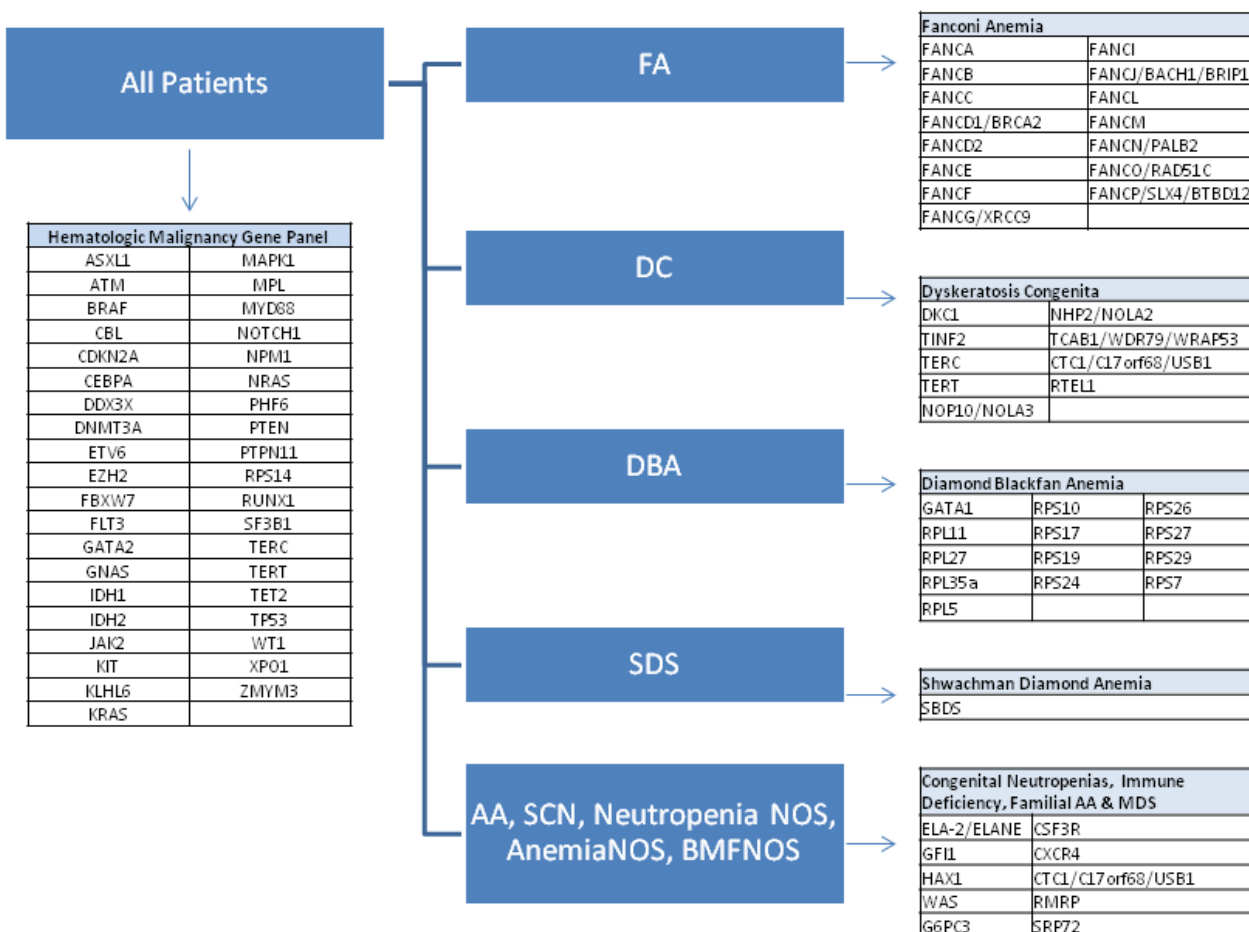 All Patients
Hematologic Malignancy Gene Panel
ASXL1 MAPK1
ATM MPL
BRAF MYD88
CBL NOTCH1
CDKN2A NPM1
CEBPA NRAS
DDX3X PHF6
DNMT3A PTEN
ETV6 PTPN11
EZH2 RPS14
FBXW7 RUNX1
FLT3 SF3B1
GATA2 TERC
GNAS TERT
IDH1 TET2
IDH2 TP53
JAK2 WT1
KIT XPO1
KLHL6 ZMYM3
KRAS
FA
Fanconi Anemia
FANCA FANCI
FANCB FANCJ/BACH1/BRIP1
FANCC FANCL
FANCD1/BRCA2 FANCM
FANCD2 FANCN/PALB2
FANCE FANCO/RAD51C
FANCF FANCP/SLX4/BTBD12
FANCG/XRCC9
DC
Dyskeratosis Congenita
DKC1 NHP2/NOLA2
TINF2 TCAB1/WDR79/WRAP53
TERC CTC1/C17orf68/USB1
TERT RTEL1
NOP10/NOLA3
DBA
Diamond Blackfan Anemia
GATA1 RPS10 RPS26
RPL11 RPS17 RPS27
RPL27 RPS19 RPS29
RPL35a RPS24 RPS7
RPL5
SDS
Shwachman Diamond Anemia
SBDS
AA, SCN, Neutropenia NOS,
AnemiaNOS, BMFNOS
Congenital Neutropenias, Immune
Deficiency, Familial AA & MDS
ELA-2/ELANE CSF3R
GFI1 CXCR4
HAX1 CTC1/C17orf68/USB1
WAS RMRP
G6PC3 SRP72